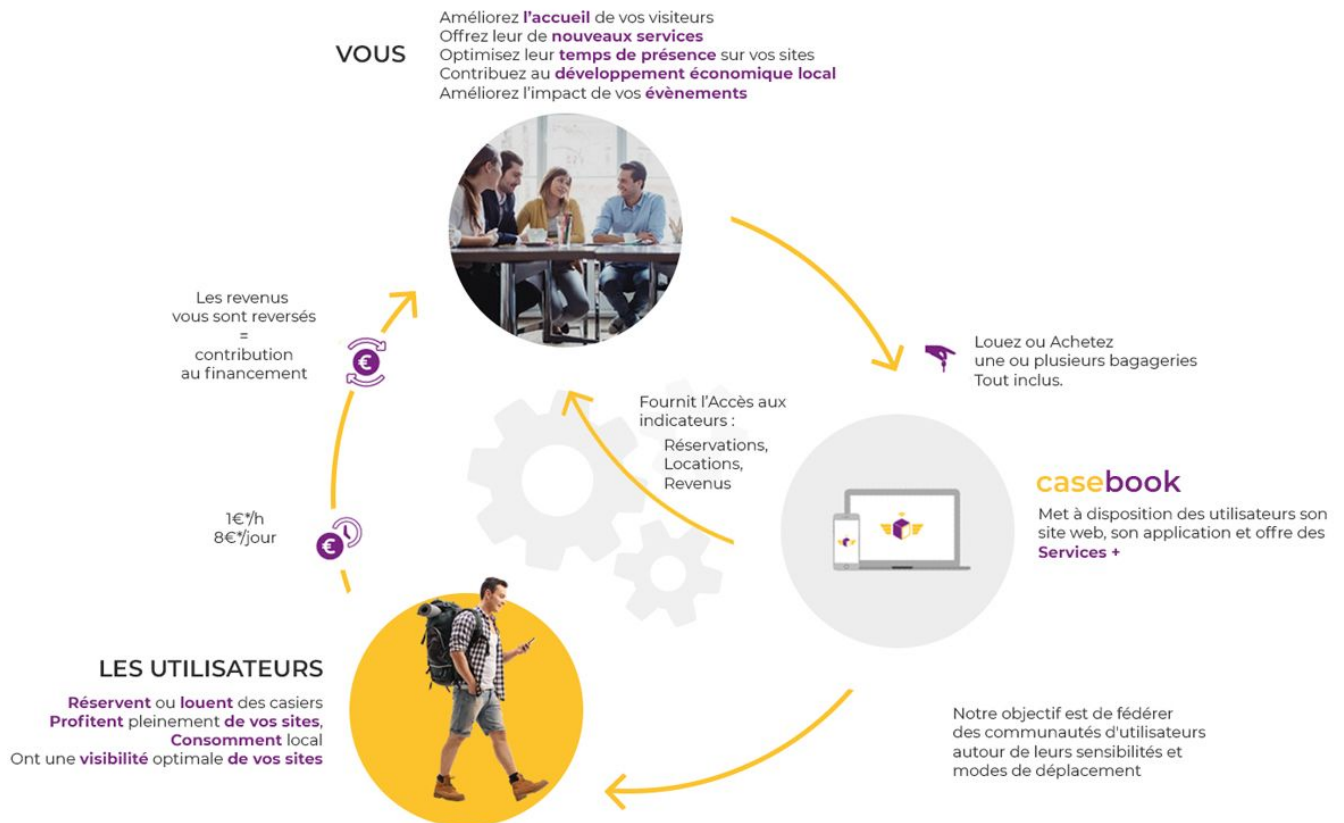 VOUS
Améliorez l'accueil de vos visiteurs
Offrez leur de nouveaux services
Optimisez leur temps de présence sur vos sites
Contribuez au développement économique local
Améliorez l'impact de vos évènements
Les revenus
vous sont reversés
=
contribution
au financement
€
Louez ou Achetez
une ou plusieurs bagageries
Tout inclus.
Fournit l'Accès aux
indicateurs :
Réservations,
Locations,
Revenus
casebook
Met à disposition des utilisateurs son
site web, son application et offre des
Services +
1€*/h
8€*/jour
€
LES UTILISATEURS
Réservent ou louent des casiers
Profitent pleinement de vos sites,
Consomment local
Ont une visibilité optimale de vos sites
Notre objectif est de fédérer
des communautés d'utilisateurs
autour de leurs sensibilités et
modes de déplacement